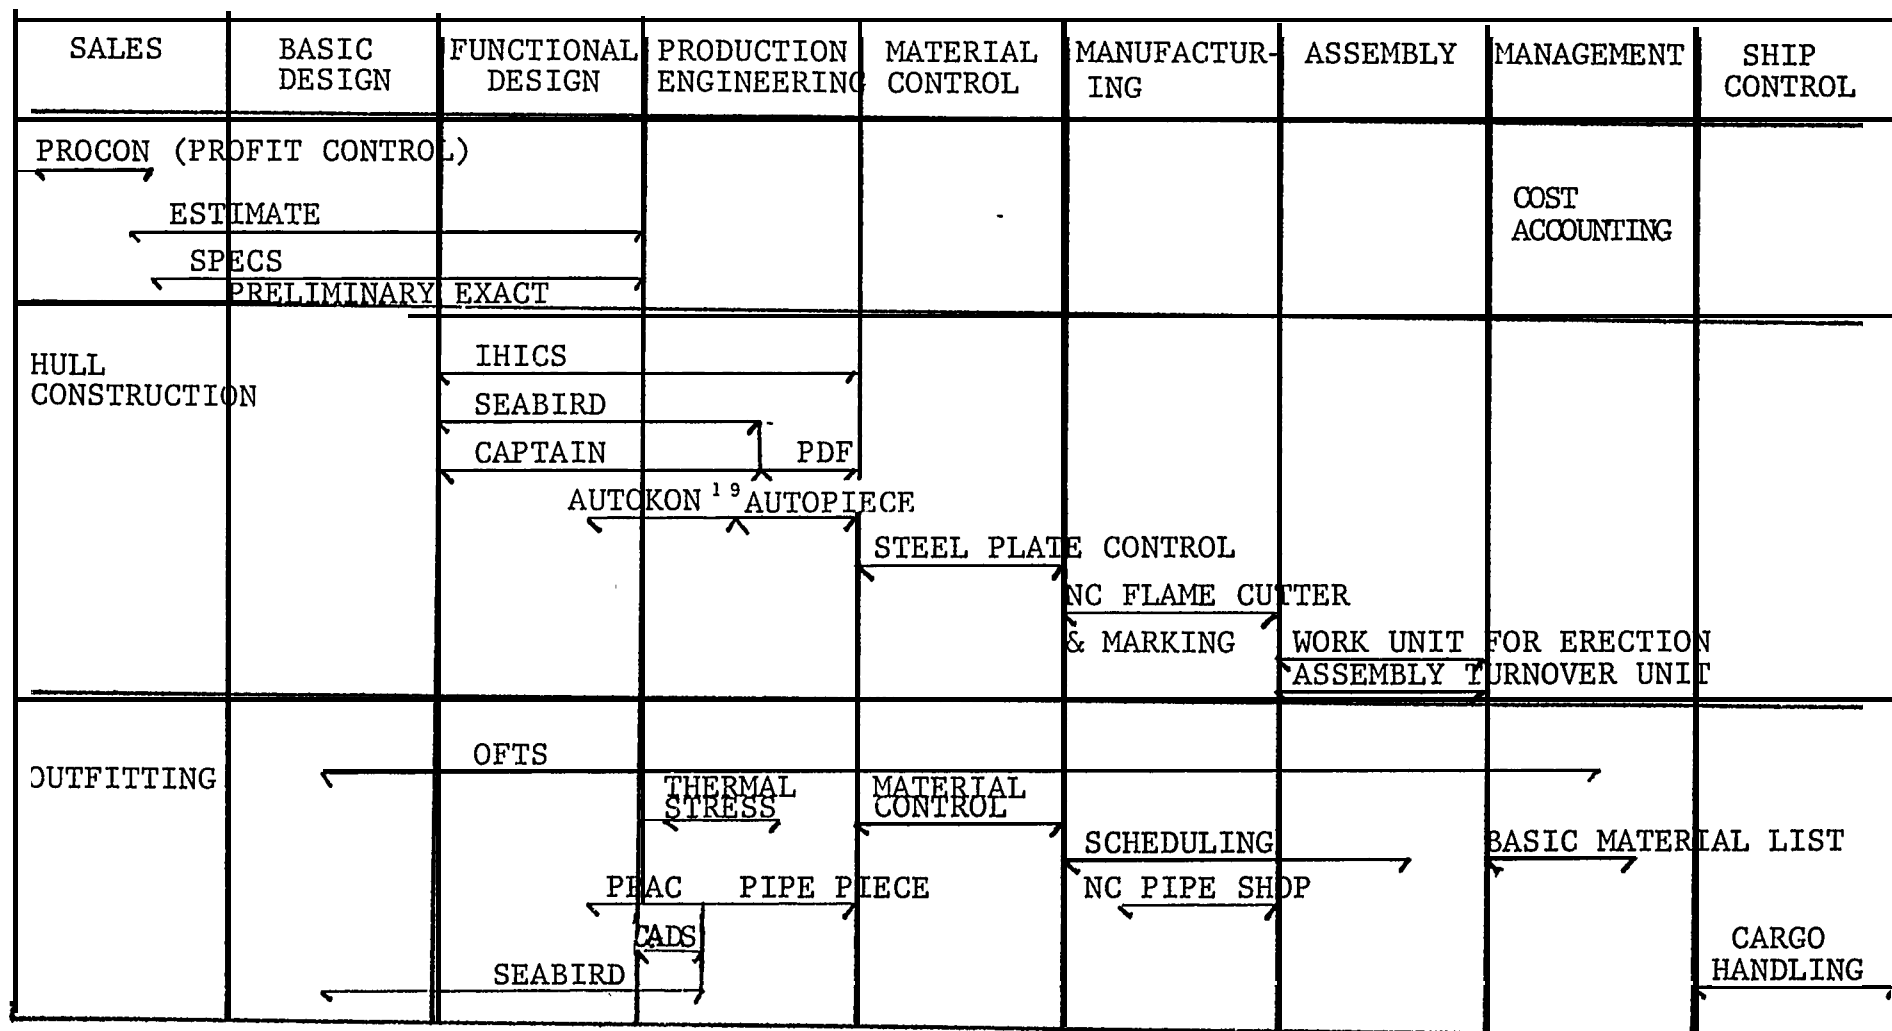 SALES
BASIC
DESIGN
FUNCTIONAL
DESIGN
PRODUCTION
ENGINEERING
MATERIAL
CONTROL
MANUFACTUR-
ING
ASSEMBLY
MANAGEMENT
SHIP
CONTROL
PROCON (PROFIT CONTROL)
ESTIMATE
SPECS
PRELIMINARY EXACT
COST
ACCOUNTING
HULL
CONSTRUCTION
IHICS
SEABIRD
CAPTAIN PDF
AUTOKON 19 AUTOPIECE
STEEL PLATE CONTROL
NC FLAME CUTTER
& MARKING
WORK UNIT FOR ERECTION
ASSEMBLY TURNOVER UNIT
OUTFITTING
OFTS
THERMAL
STRESS
MATERIAL
CONTROL
SCHEDULING
BASIC MATERIAL LIST
PIPE PIECE
NC PIPE SHOP
CADS
SEABIRD
CARGO
HANDLING